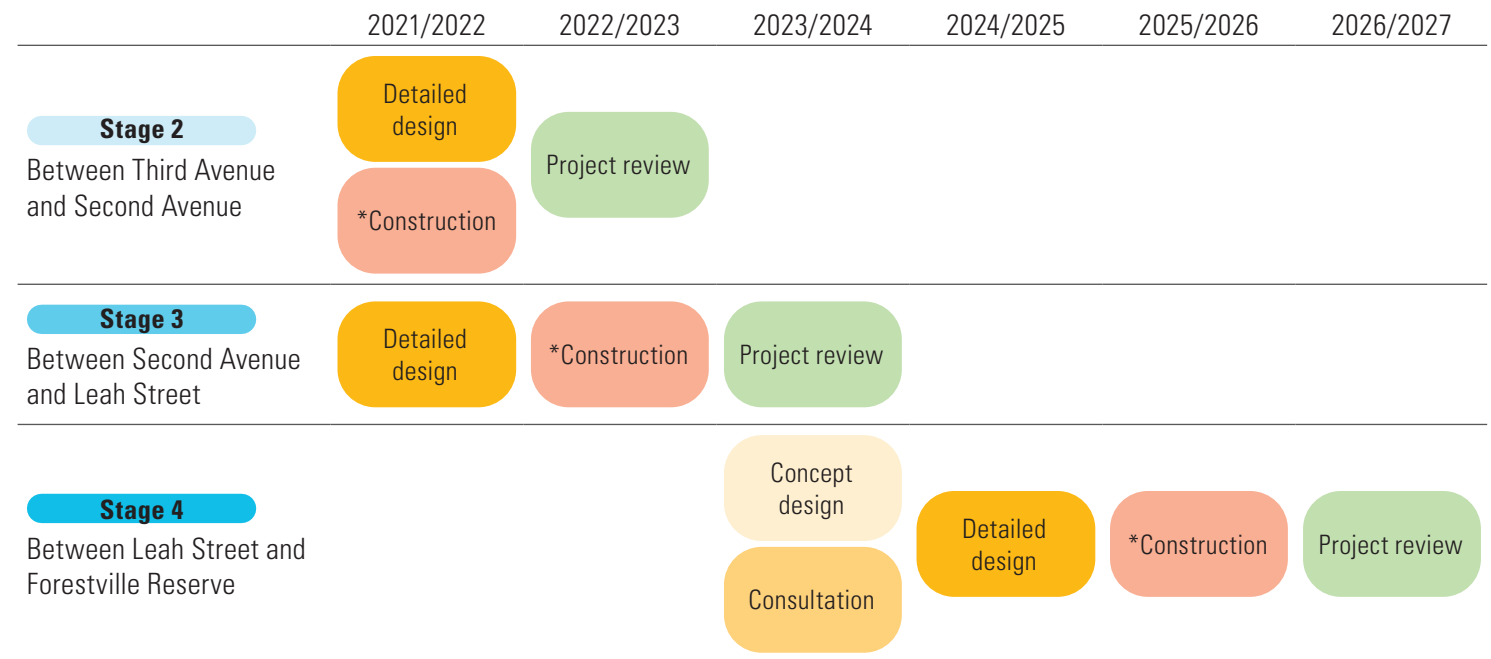 2021/2022 2022/2023 2023/2024 2024/2025 2025/2026 2026/2027
Stage 2
Between Third Avenue
and Second Avenue
Detailed
design
*Construction
Project review
Stage 3
Between Second Avenue
and Leah Street
Detailed
design
*Construction
Project review
Stage 4
Between Leah Street and
Forestville Reserve
Concept
design
Consultation
Detailed
design
*Construction
Project review